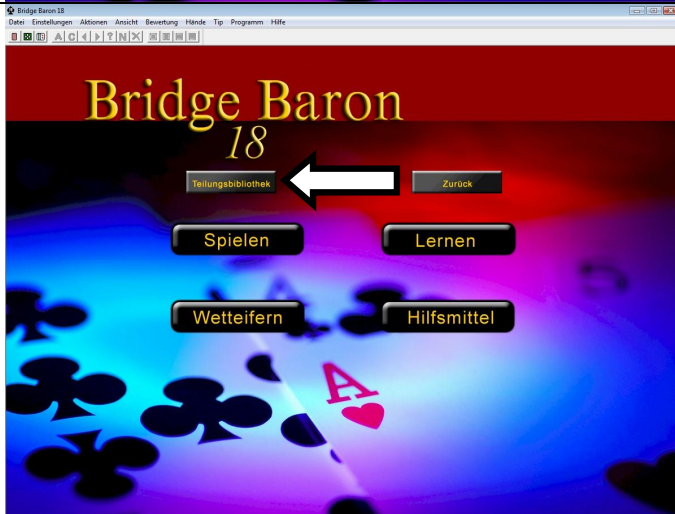 Bridge Baron 18
Datei Einstellungen Aktionen Ansicht Bewertung Hände Tip Programm Hilfe
A C ? N X
Bridge Baron
18
Teilungsbibliothek Zurück
Spielen Lernen
Wetteifern Hilfsmittel
A
A